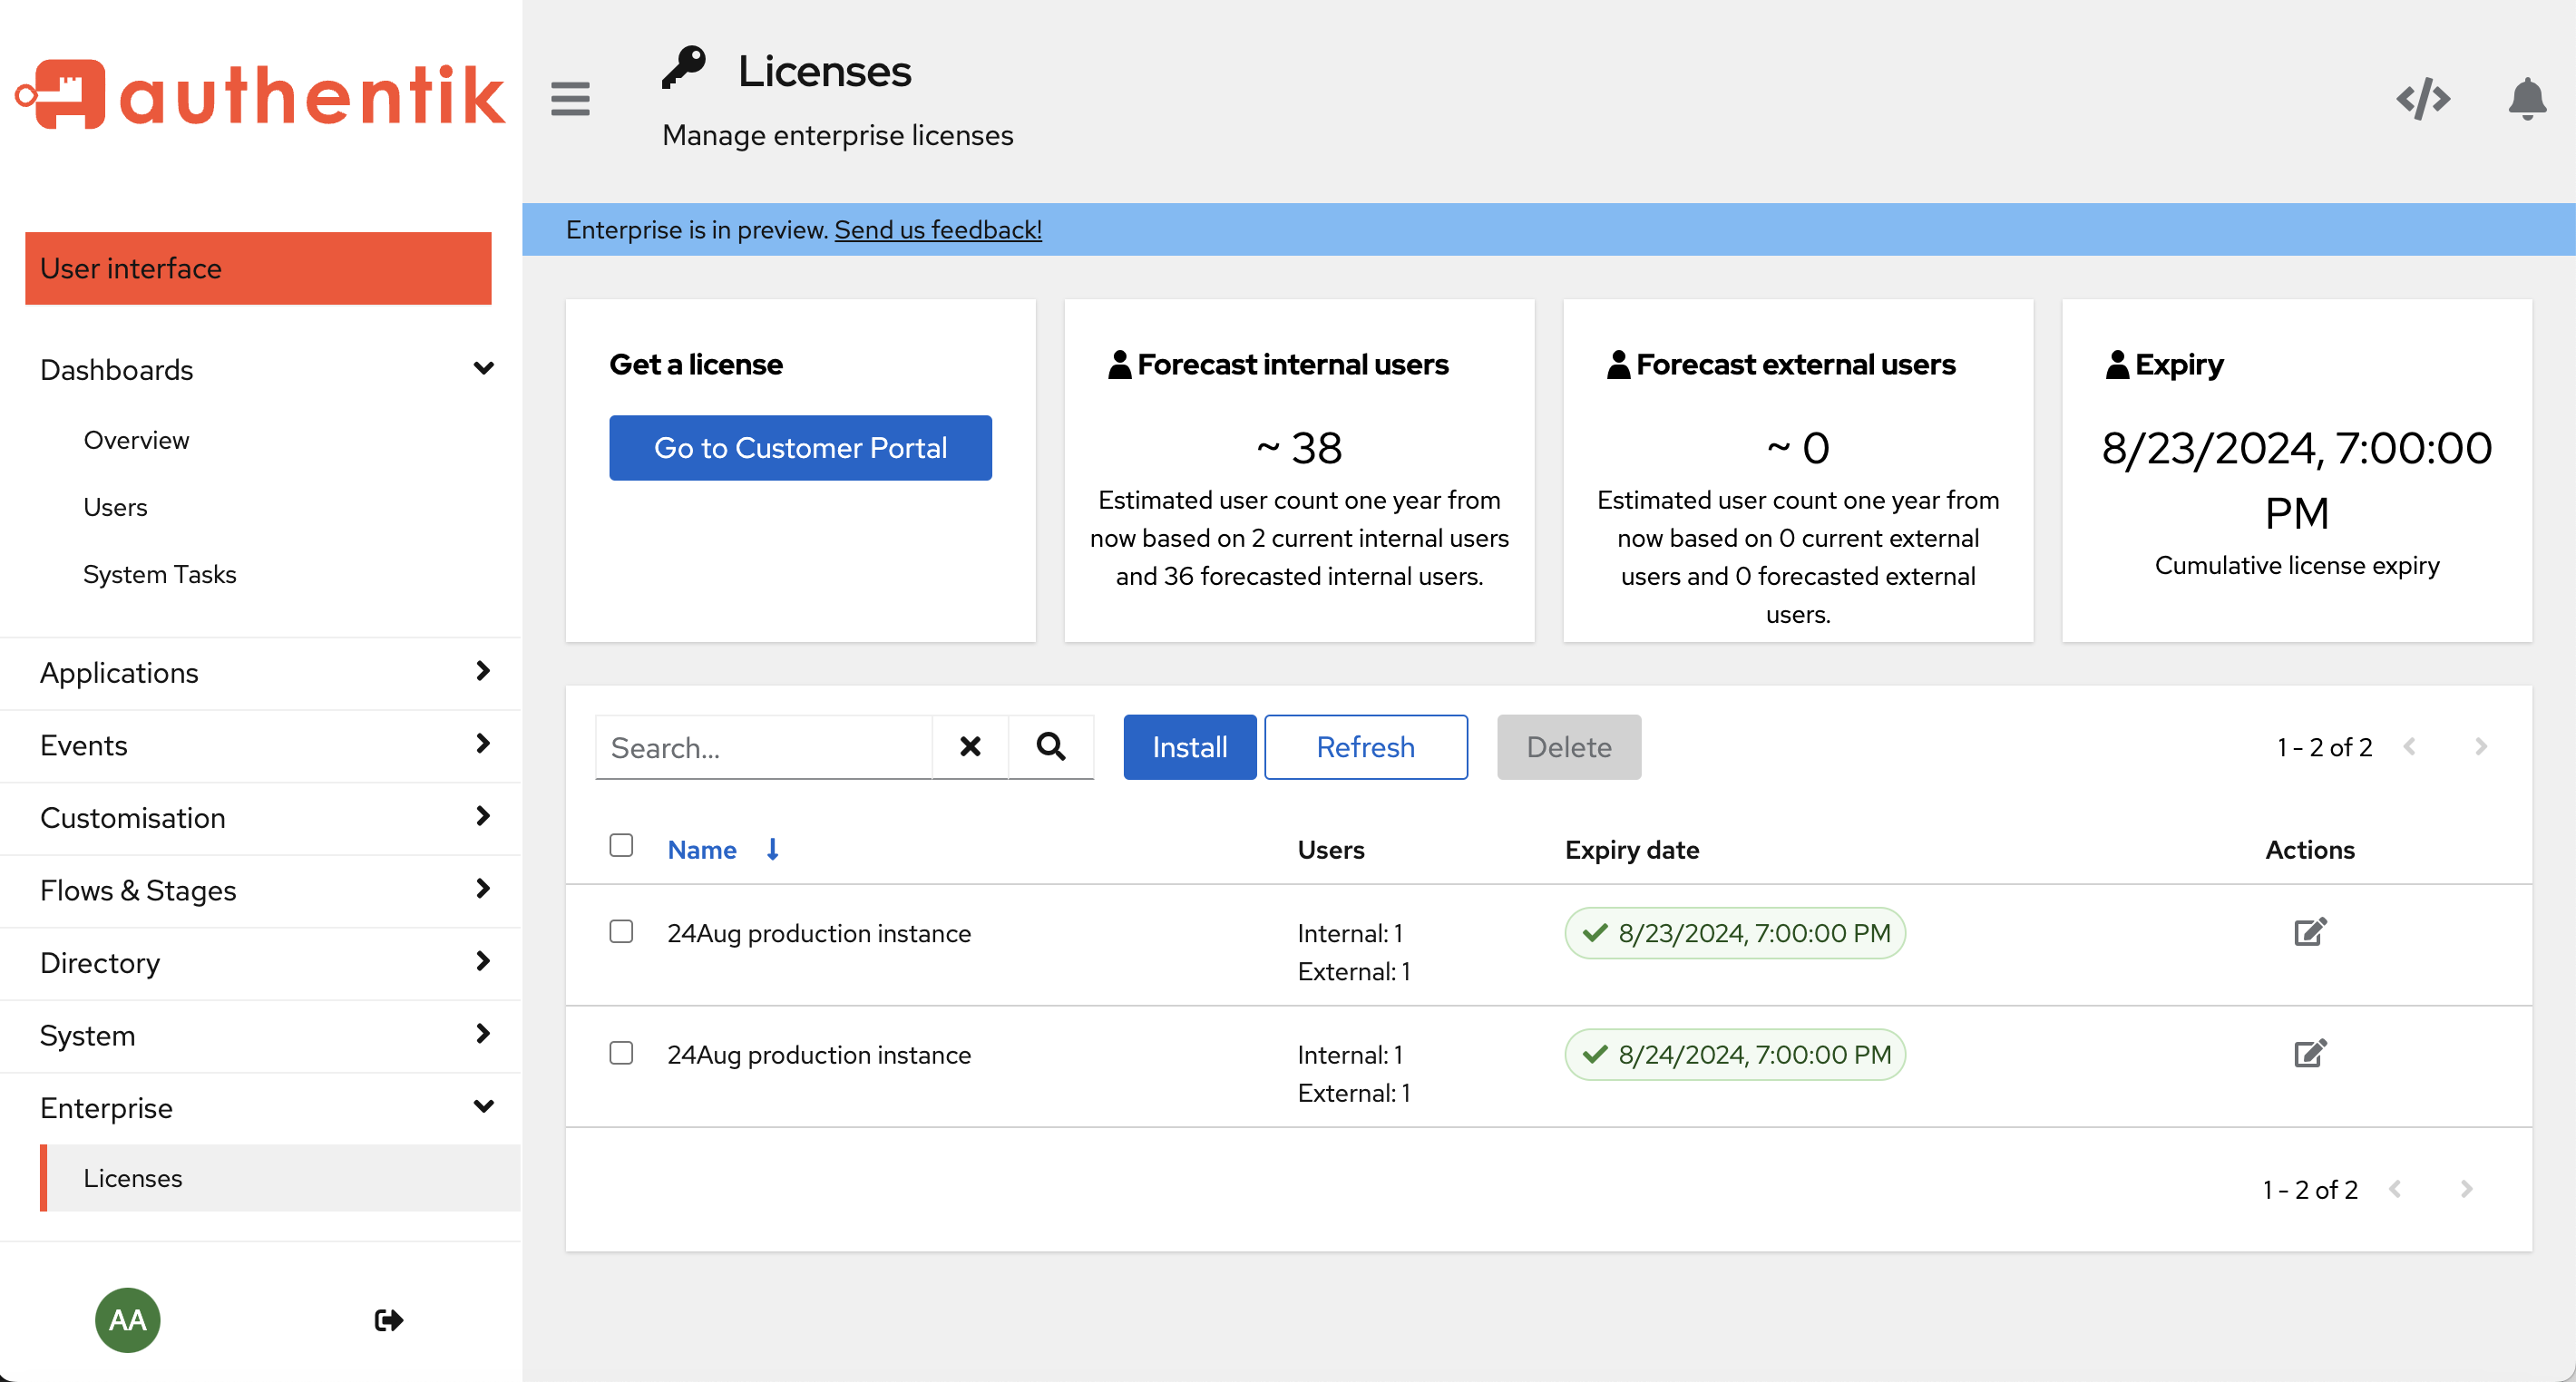 authentik
User interface
Dashboards
Overview
Users
System Tasks
Applications
Events
Customisation
Flows & Stages
Directory
System
Enterprise
Licenses
AA
Licenses
Manage enterprise licenses
Enterprise is in preview. Send us feedback!
Get a license
Go to Customer Portal
Forecast internal users
~ 38
Estimated user count one year from
now based on 2 current internal users
and 36 forecasted internal users.
Forecast external users
~ 0
Estimated user count one year from
now based on 0 current external
users and 0 forecasted external
users.
Expiry
8/23/2024, 7:00:00
PM
Cumulative license expiry
Search... Install Refresh Delete 1 - 2 of 2
Name Users Expiry date Actions
24Aug production instance Internal: 1 8/23/2024, 7:00:00 PM
External: 1
24Aug production instance Internal: 1 8/24/2024, 7:00:00 PM
External: 1
1 - 2 of 2